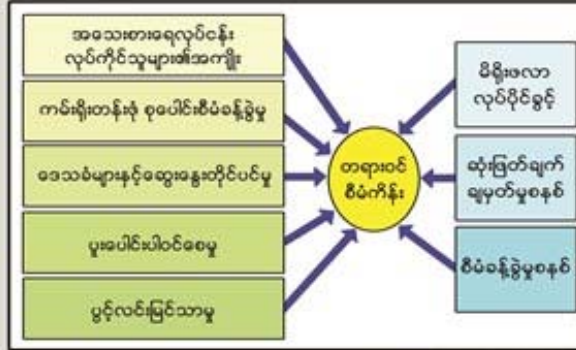 အသေးစားရေလုပ်ငန်း
လုပ်ကိုင်သူများ၏အကျိုး
ကမ်းရိုးတန်းဖုံ စုပေါင်းစီမံခန့်ခွဲမှု
ဒေသခံများနှင့်ဆွေးနွေးတိုင်ပင်မှု
ပူးပေါင်းပါဝင်စေမှု
ပွင့်လင်းမြင်သာမှု
တရားဝင်
စီမံကိန်း
မိရိုးဖလာ
လုပ်ပိုင်ခွင့်
ဆုံးဖြတ်ချက်
ချမှတ်မှုစနစ်
စီမံခန့်ခွဲမှုစနစ်